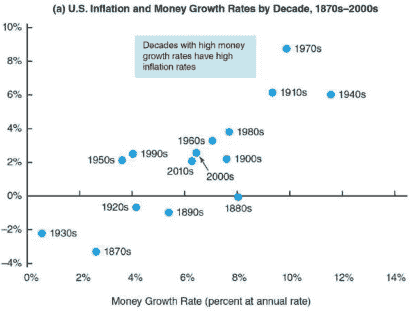 (a) U.S. Inflation and Money Growth Rates by Decade, 1870s–2000s
10%
8%
6%
4%
2%
0%
–2%
–4%
Decades with high money
growth rates have high
inflation rates
1970s
1910s
1940s
1980s
1960s
1990s
1950s
1900s
2010s
2000s
1920s
1890s
1880s
1930s
1870s
0% 2% 4% 6% 8% 10% 12% 14%
Money Growth Rate (percent at annual rate)